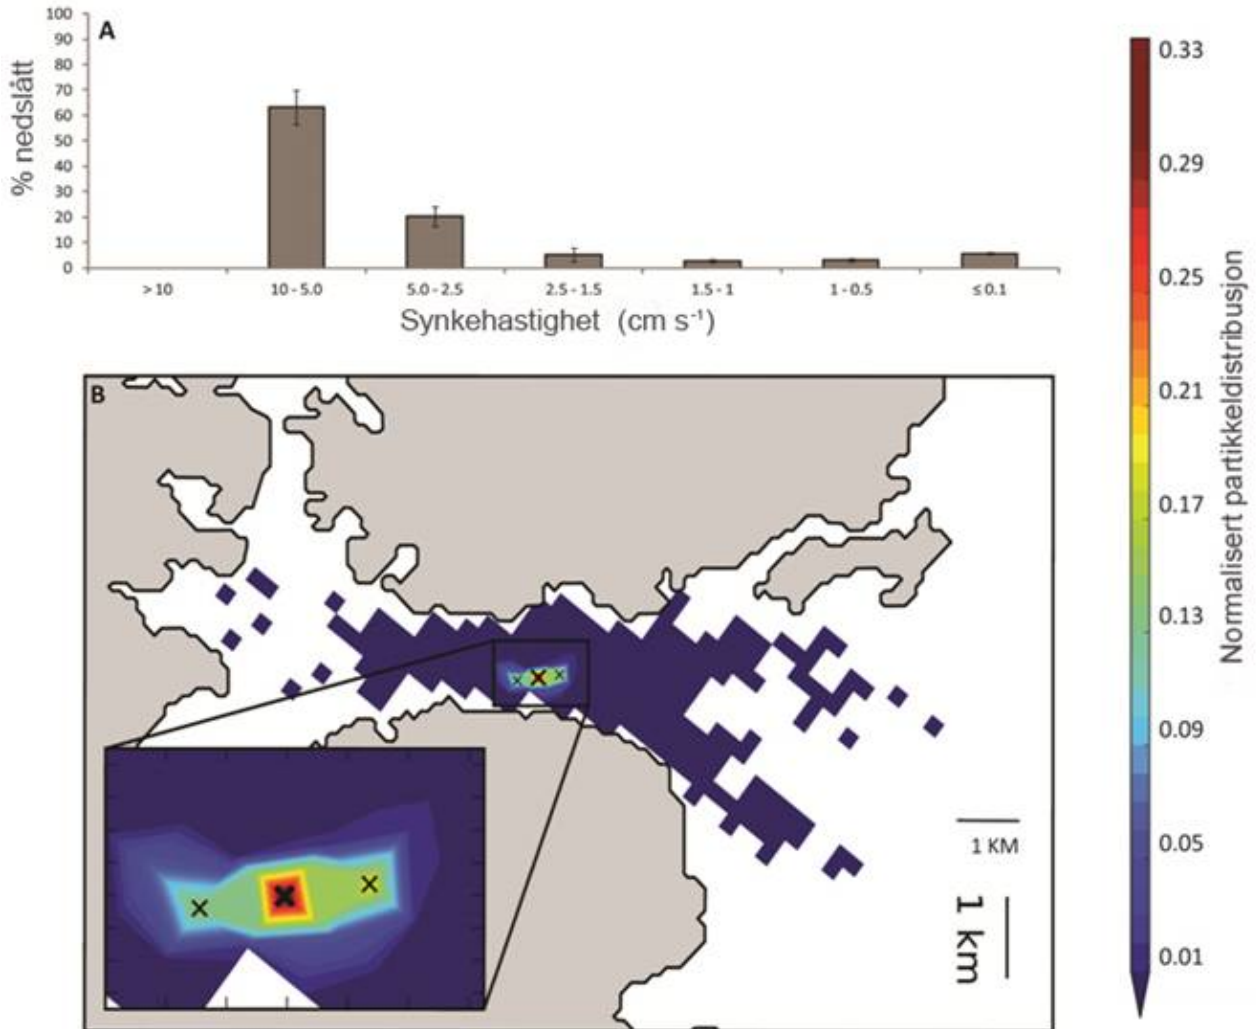 A
% nedslått
100
90
80
70
60
50
40
30
20
10
0
> 10
10 - 5.0
5.0 - 2.5
2.5 - 1.5
1.5 - 1
1 - 0.5
≤ 0.1
Synkehastighet (cm s⁻¹)
B
1 KM
1 km
0.33
0.29
0.25
0.21
0.17
0.13
0.09
0.05
0.01
Normalisert partikkeldistribusjon